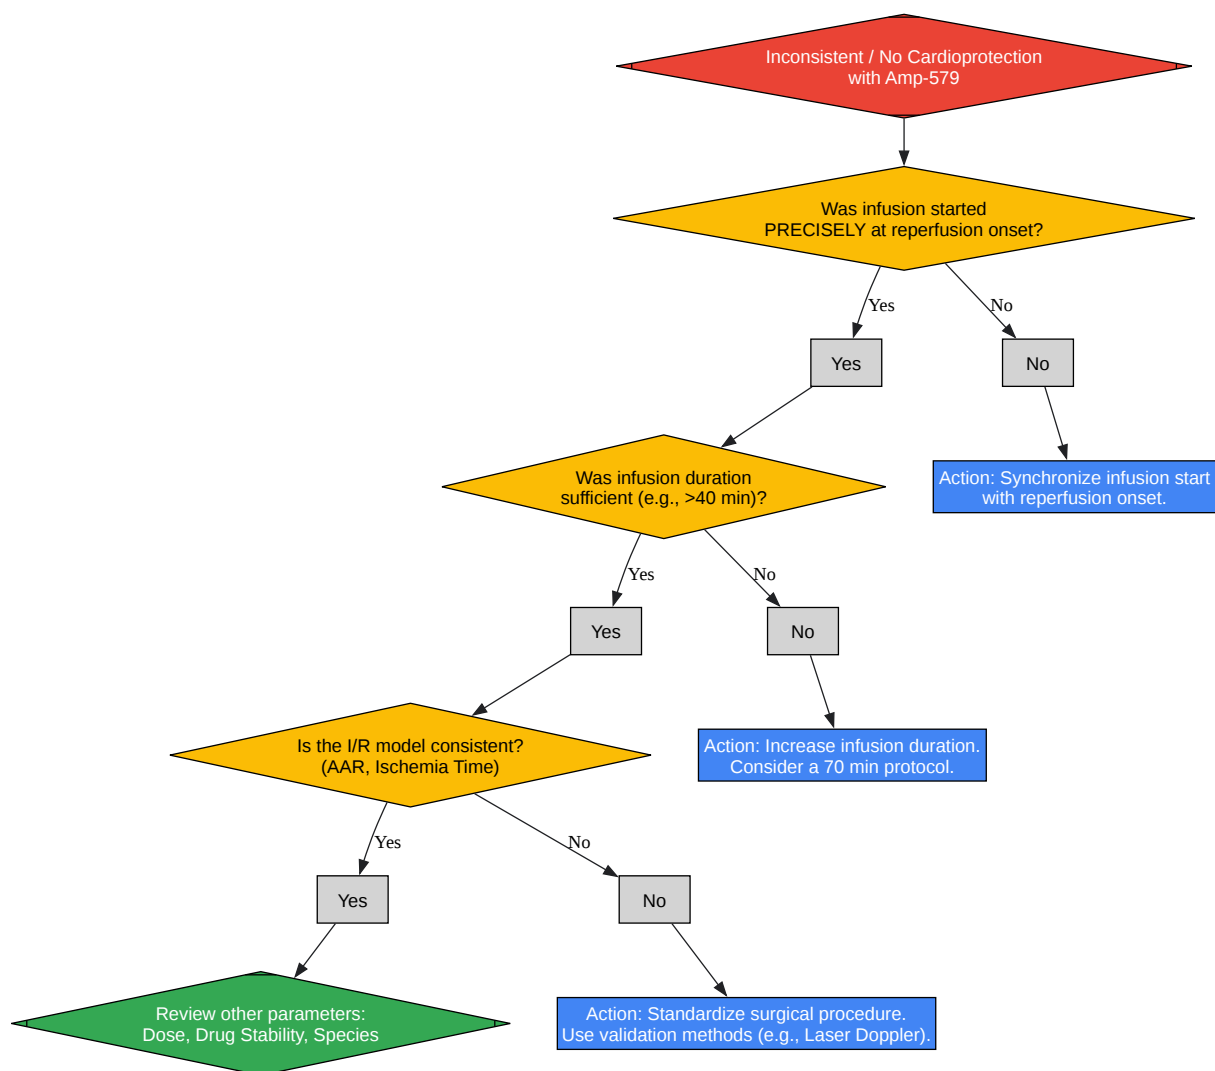 Inconsistent / No Cardioprotection
with Amp-579
Was infusion started
PRECISELY at reperfusion onset?
Yes
No
Yes
No
Was infusion duration
sufficient (e.g., >40 min)?
Action: Synchronize infusion start
with reperfusion onset.
Yes
No
Yes
No
Is the I/R model consistent?
(AAR, Ischemia Time)
Action: Increase infusion duration.
Consider a 70 min protocol.
Yes
No
Yes
No
Review other parameters:
Dose, Drug Stability, Species
Action: Standardize surgical procedure.
Use validation methods (e.g., Laser Doppler).